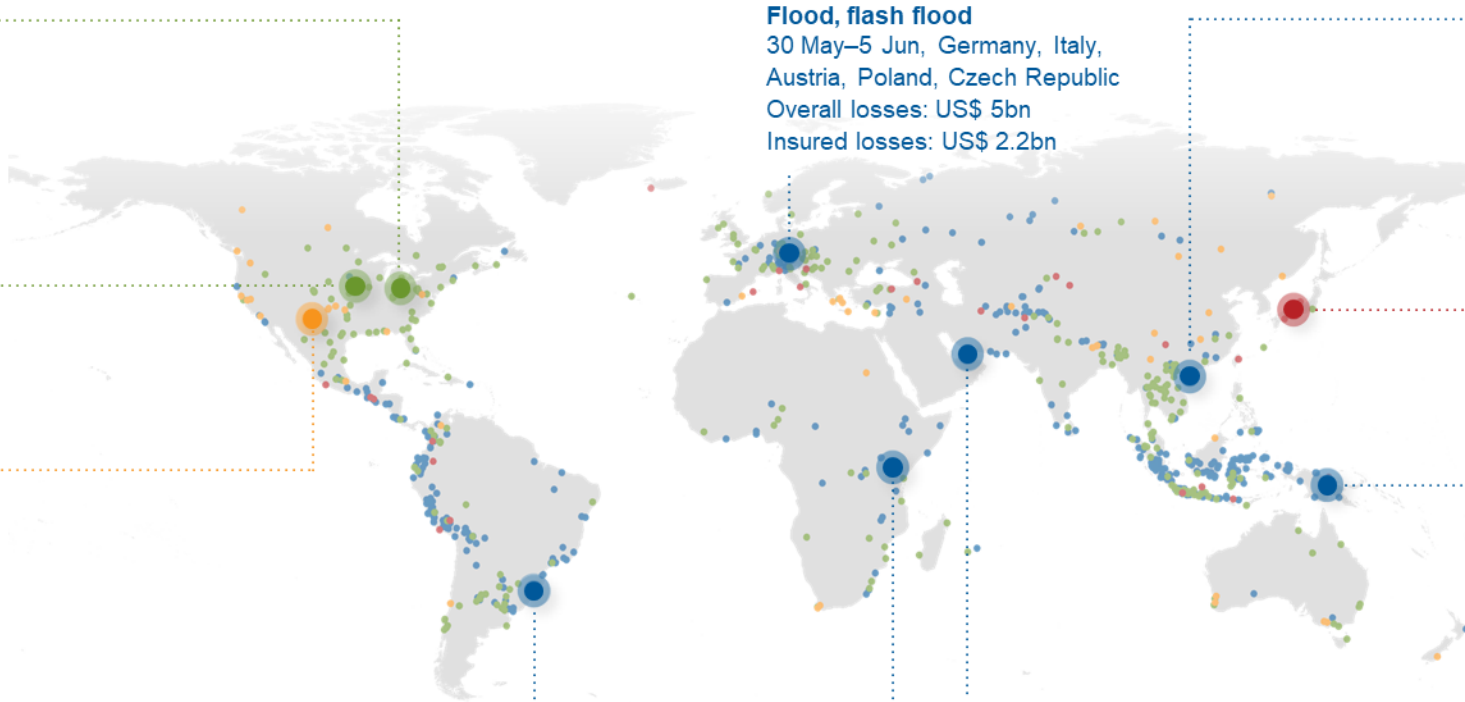 Flood, flash flood
30 May–5 Jun, Germany, Italy,
Austria, Poland, Czech Republic
Overall losses: US$ 5bn
Insured losses: US$ 2.2bn